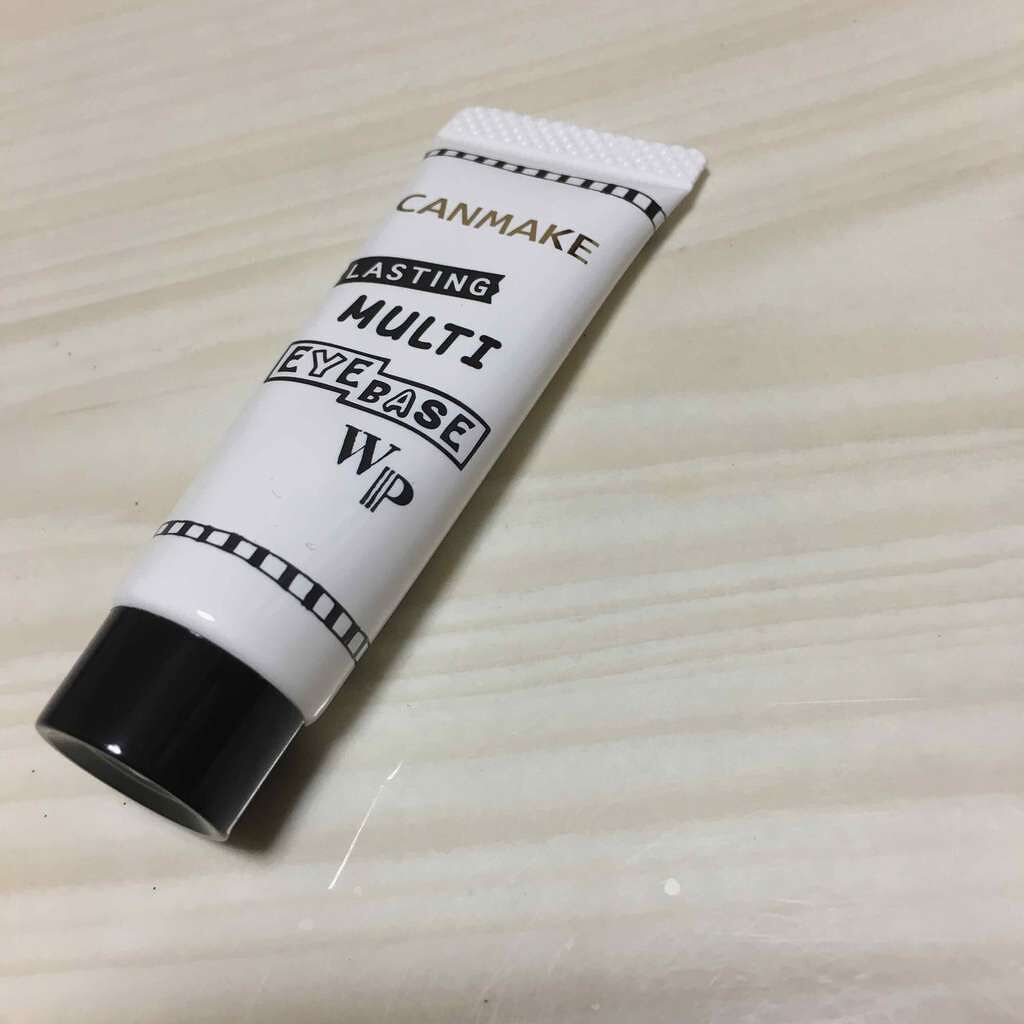 CANMAKE
LASTING
MULTI
EYEBASE
WP